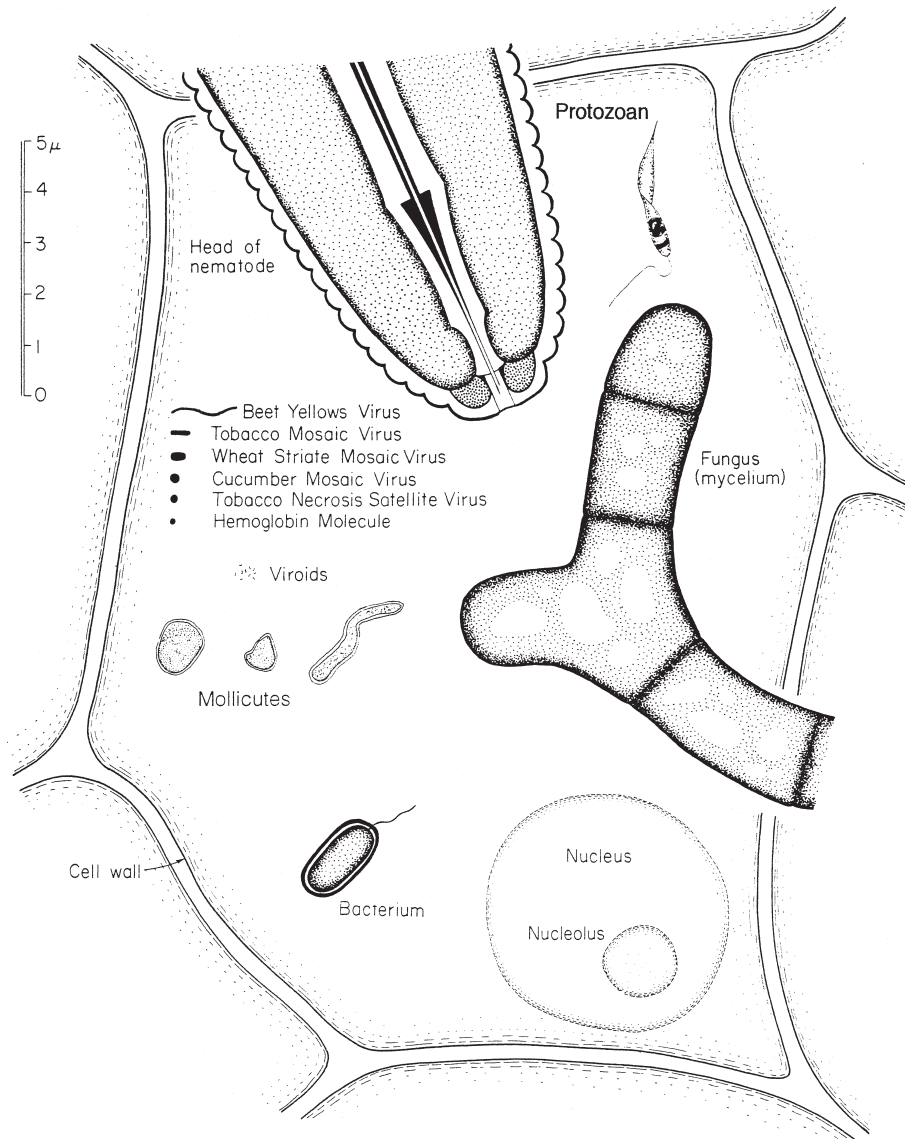 Protozoan
5μ
4
3
2
1
0
Head of
nematode
Beet Yellows Virus
Tobacco Mosaic Virus
Wheat Striate Mosaic Virus
Cucumber Mosaic Virus
Tobacco Necrosis Satellite Virus
Hemoglobin Molecule
Fungus
(mycelium)
Viroids
Mollicutes
Cell wall
Bacterium
Nucleus
Nucleolus